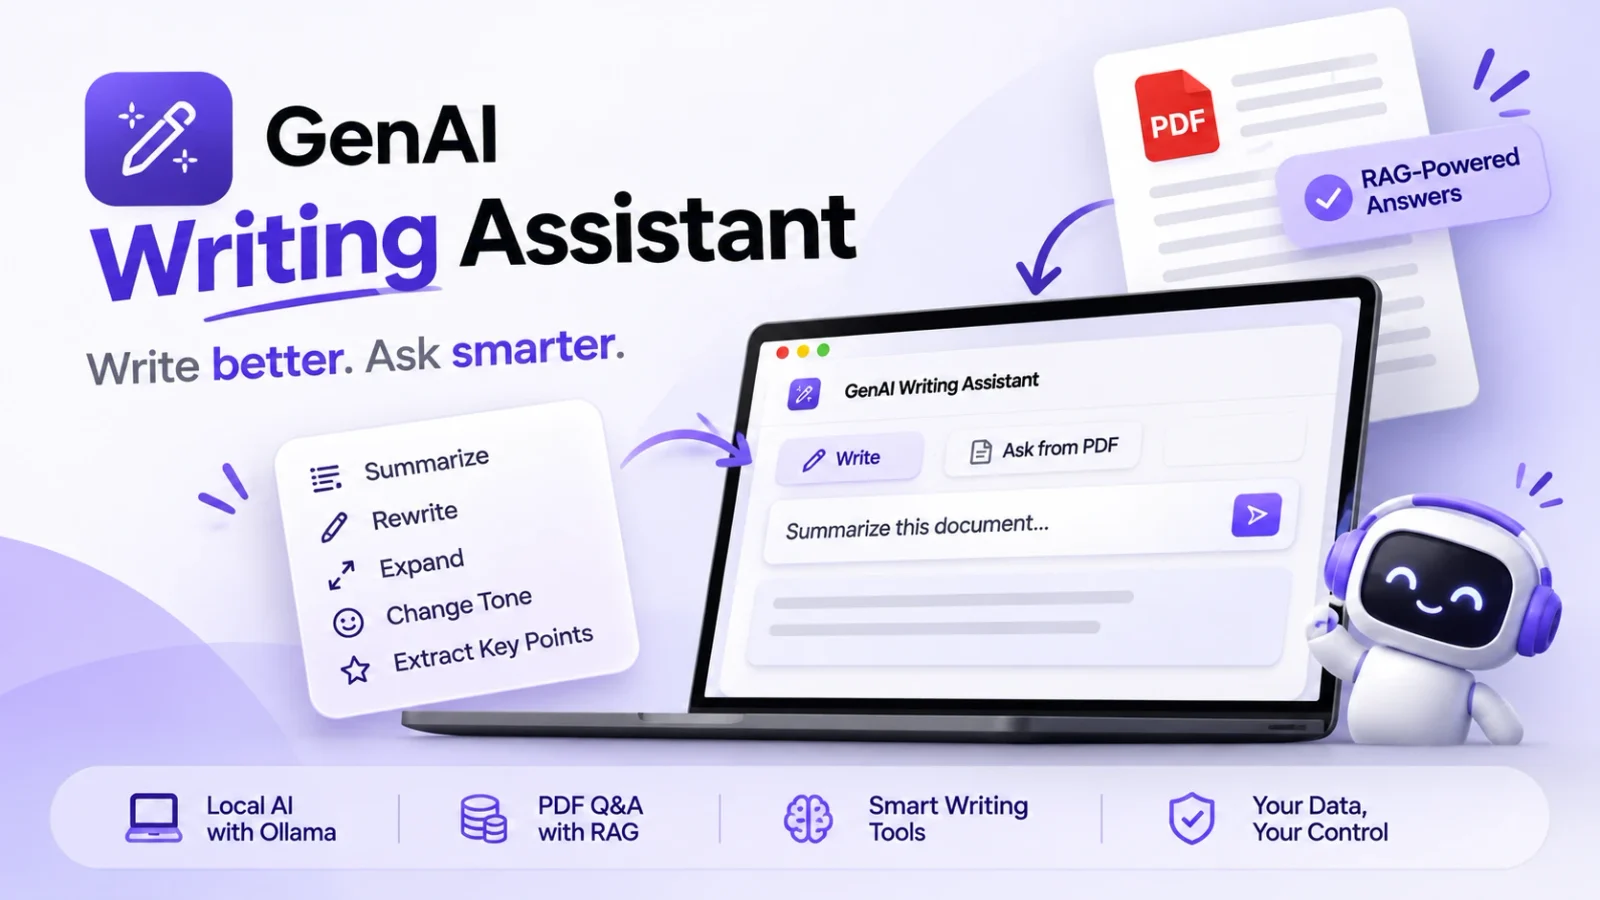 GenAI
Writing Assistant
Write better. Ask smarter.
Summarize
Rewrite
Expand
Change Tone
Extract Key Points
PDF
RAG-Powered
Answers
GenAI Writing Assistant
Write
Ask from PDF
Summarize this document...
Local AI
with Ollama
PDF Q&A
with RAG
Smart Writing
Tools
Your Data,
Your Control